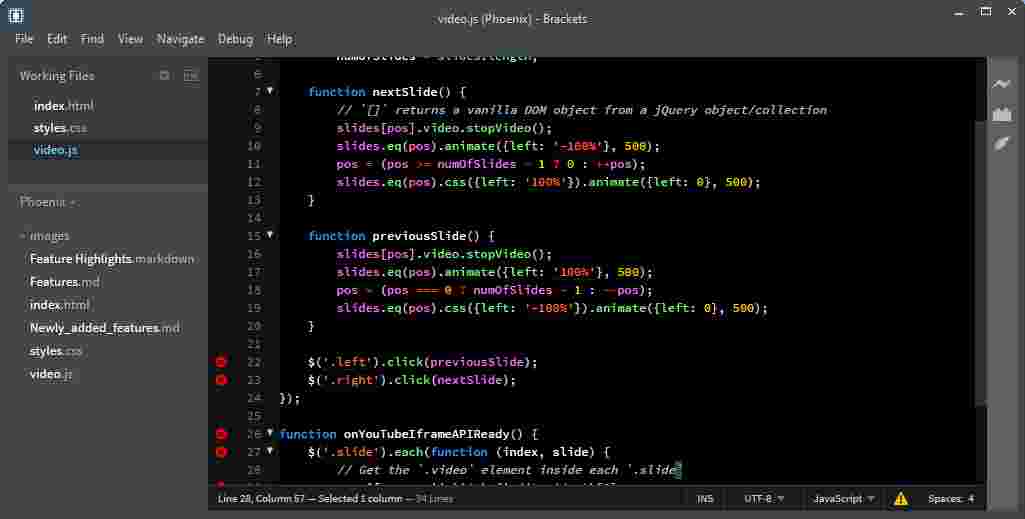 video.js (Phoenix) - Brackets
File Edit Find View Navigate Debug Help
Working Files
index.html
styles.css
video.js
Phoenix
images
Feature Highlights.markdown
Features.md
index.html
Newly_added_features.md
styles.css
video.js
6
7 function nextSlide() {
8 // `[]` returns a vanilla DOM object from a jQuery object/collection
9 slides[pos].video.stopVideo();
10 slides.eq(pos).animate({left: '-100%'}, 500);
11 pos = (pos >= numOfSlides - 1 ? 0 : ++pos);
12 slides.eq(pos).css({left: '100%'}).animate({left: 0}, 500);
13 }
14
15 function previousSlide() {
16 slides[pos].video.stopVideo();
17 slides.eq(pos).animate({left: '100%'}, 500);
18 pos = (pos === 0 ? numOfSlides - 1 : --pos);
19 slides.eq(pos).css({left: '-100%'}).animate({left: 0}, 500);
20 }
21
22 $('.left').click(previousSlide);
23 $('.right').click(nextSlide);
24 });
25
26 function onYouTubeIframeAPIReady() {
27 $('.slide').each(function (index, slide) {
28 // Get the `.video` element inside each `.slide`
Line 28, Column 57 — Selected 1 column — 34 Lines INS UTF-8 JavaScript Spaces: 4